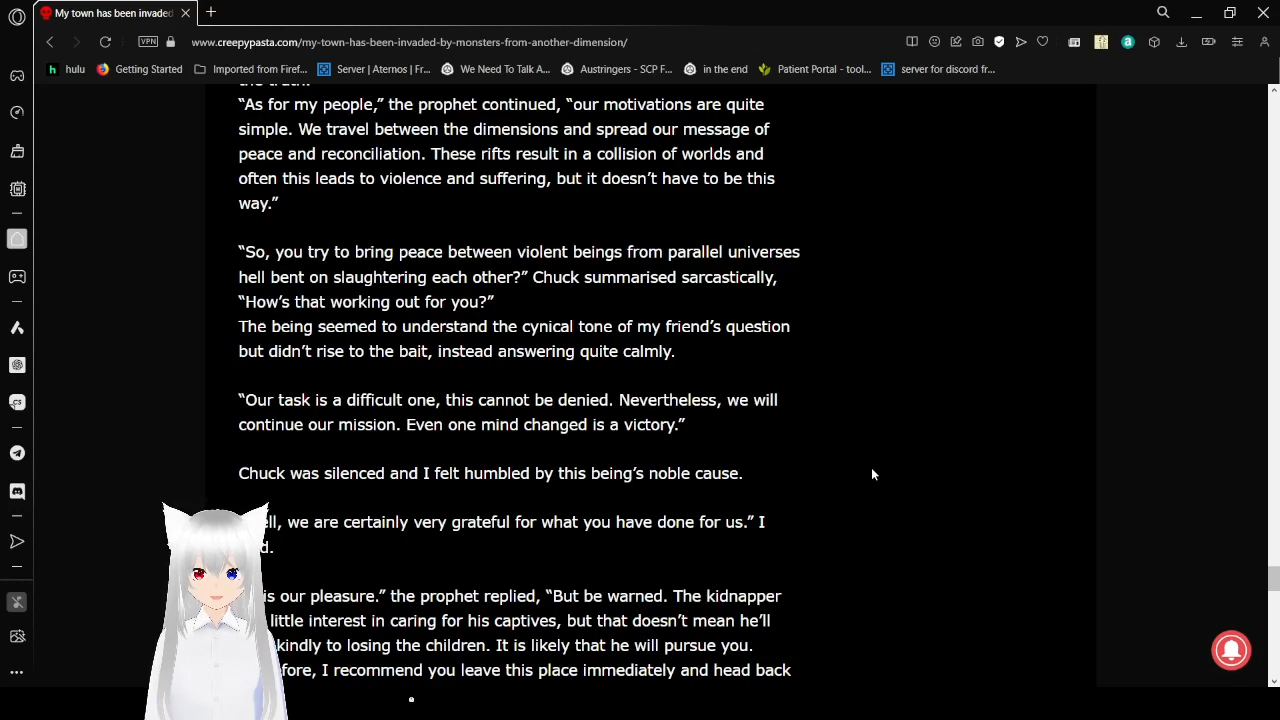 My town has been invaded
VPN
www.creepypasta.com/my-town-has-been-invaded-by-monsters-from-another-dimension/
hulu
Getting Started
Imported from Firef...
Server | Aternos | Fr...
We Need To Talk A...
Austringers - SCP F...
in the end
Patient Portal - tool...
server for discord fr...
the truth.
“As for my people,” the prophet continued, “our motivations are quite
simple. We travel between the dimensions and spread our message of
peace and reconciliation. These rifts result in a collision of worlds and
often this leads to violence and suffering, but it doesn’t have to be this
way.”
“So, you try to bring peace between violent beings from parallel universes
hell bent on slaughtering each other?” Chuck summarised sarcastically,
“How’s that working out for you?”
The being seemed to understand the cynical tone of my friend’s question
but didn’t rise to the bait, instead answering quite calmly.
“Our task is a difficult one, this cannot be denied. Nevertheless, we will
continue our mission. Even one mind changed is a victory.”
Chuck was silenced and I felt humbled by this being’s noble cause.
ll, we are certainly very grateful for what you have done for us.” I
d.
is our pleasure.” the prophet replied, “But be warned. The kidnapper
little interest in caring for his captives, but that doesn’t mean he’ll
kindly to losing the children. It is likely that he will pursue you.
fore, I recommend you leave this place immediately and head back